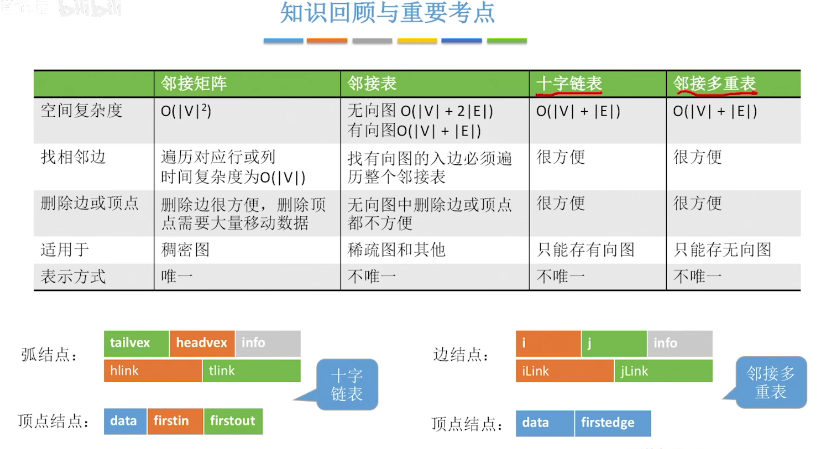 bilibili
知识回顾与重要考点
邻接矩阵 邻接表 十字链表 邻接多重表
空间复杂度 O(|V|²) 无向图 O(|V| + 2|E|) O(|V| + |E|) O(|V| + |E|)
有向图O(|V| + |E|)
找相邻边 遍历对应行或列 找有向图的入边必须遍 很方便 很方便
时间复杂度为O(|V|) 历整个邻接表
删除边或顶点 删除边很方便，删除顶 无向图中删除边或顶点 很方便 很方便
点需要大量移动数据 都不方便
适用于 稠密图 稀疏图和其他 只能存有向图 只能存无向图
表示方式 唯一 不唯一 不唯一 不唯一
弧结点：
tailvex headvex info
hlink tlink
十字
链表
顶点结点：
data firstin firstout
边结点：
i j info
iLink jLink
邻接多
重表
顶点结点：
data firstedge